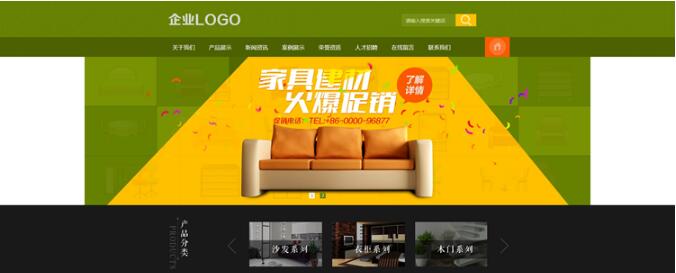 企业LOGO
请输入搜索关键词
关于我们 产品展示 新闻资讯 案例展示 荣誉资质 人才招聘 在线留言 联系我们
家具建材
火爆促销
了解
详情
促销电话：TEL:+86-0000-96877
1 2
产品分类
PRODUCTS
沙发系列 衣柜系列 木门系列